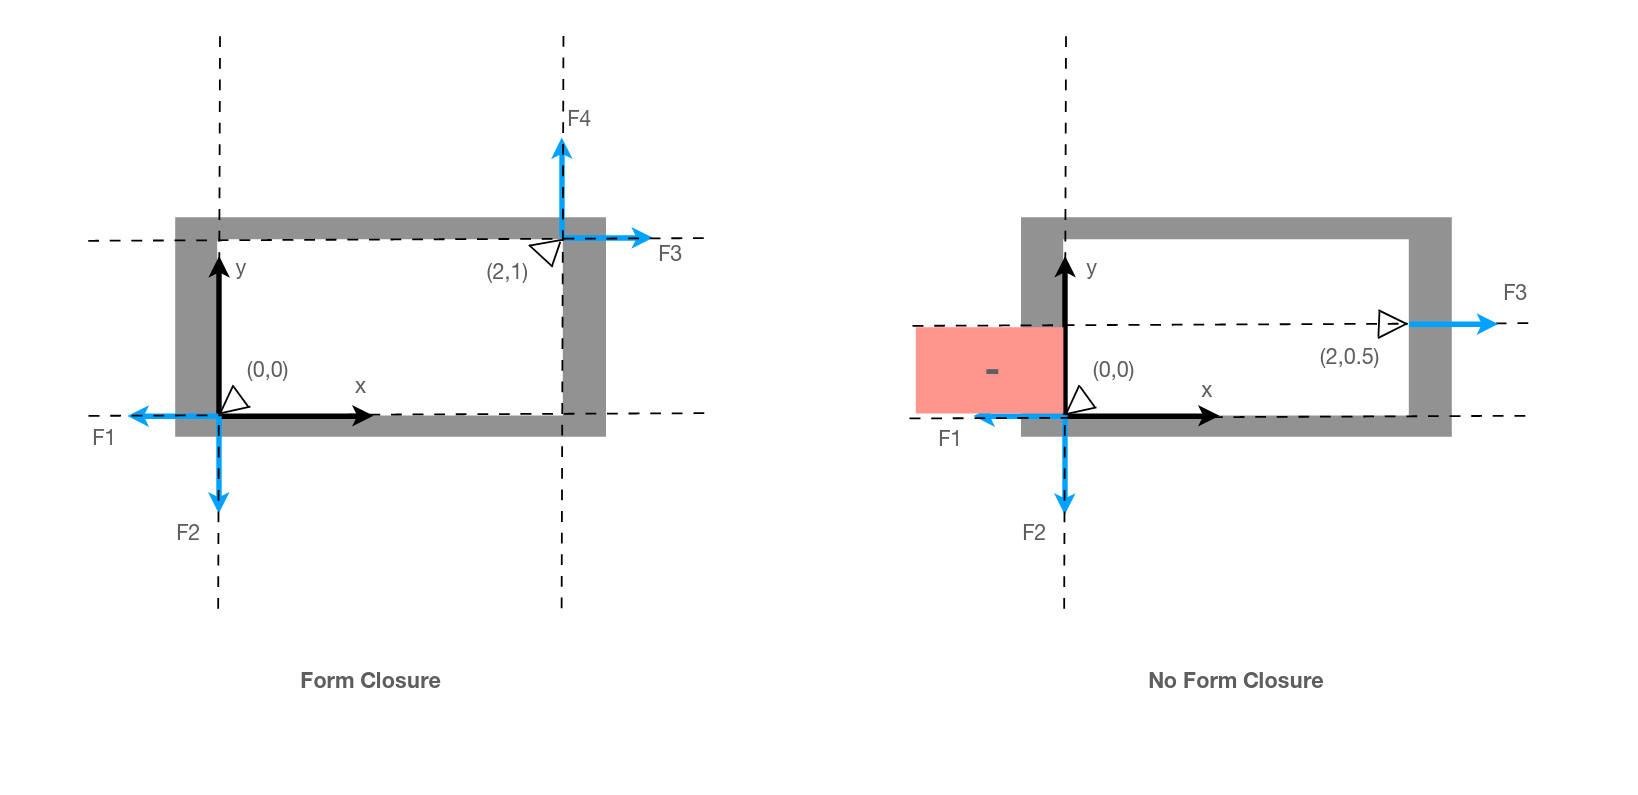 F4
F3
y
(2,1)
(0,0)
x
F1
F2
Form Closure
F3
y
(2,0.5)
-
(0,0)
x
F1
F2
No Form Closure